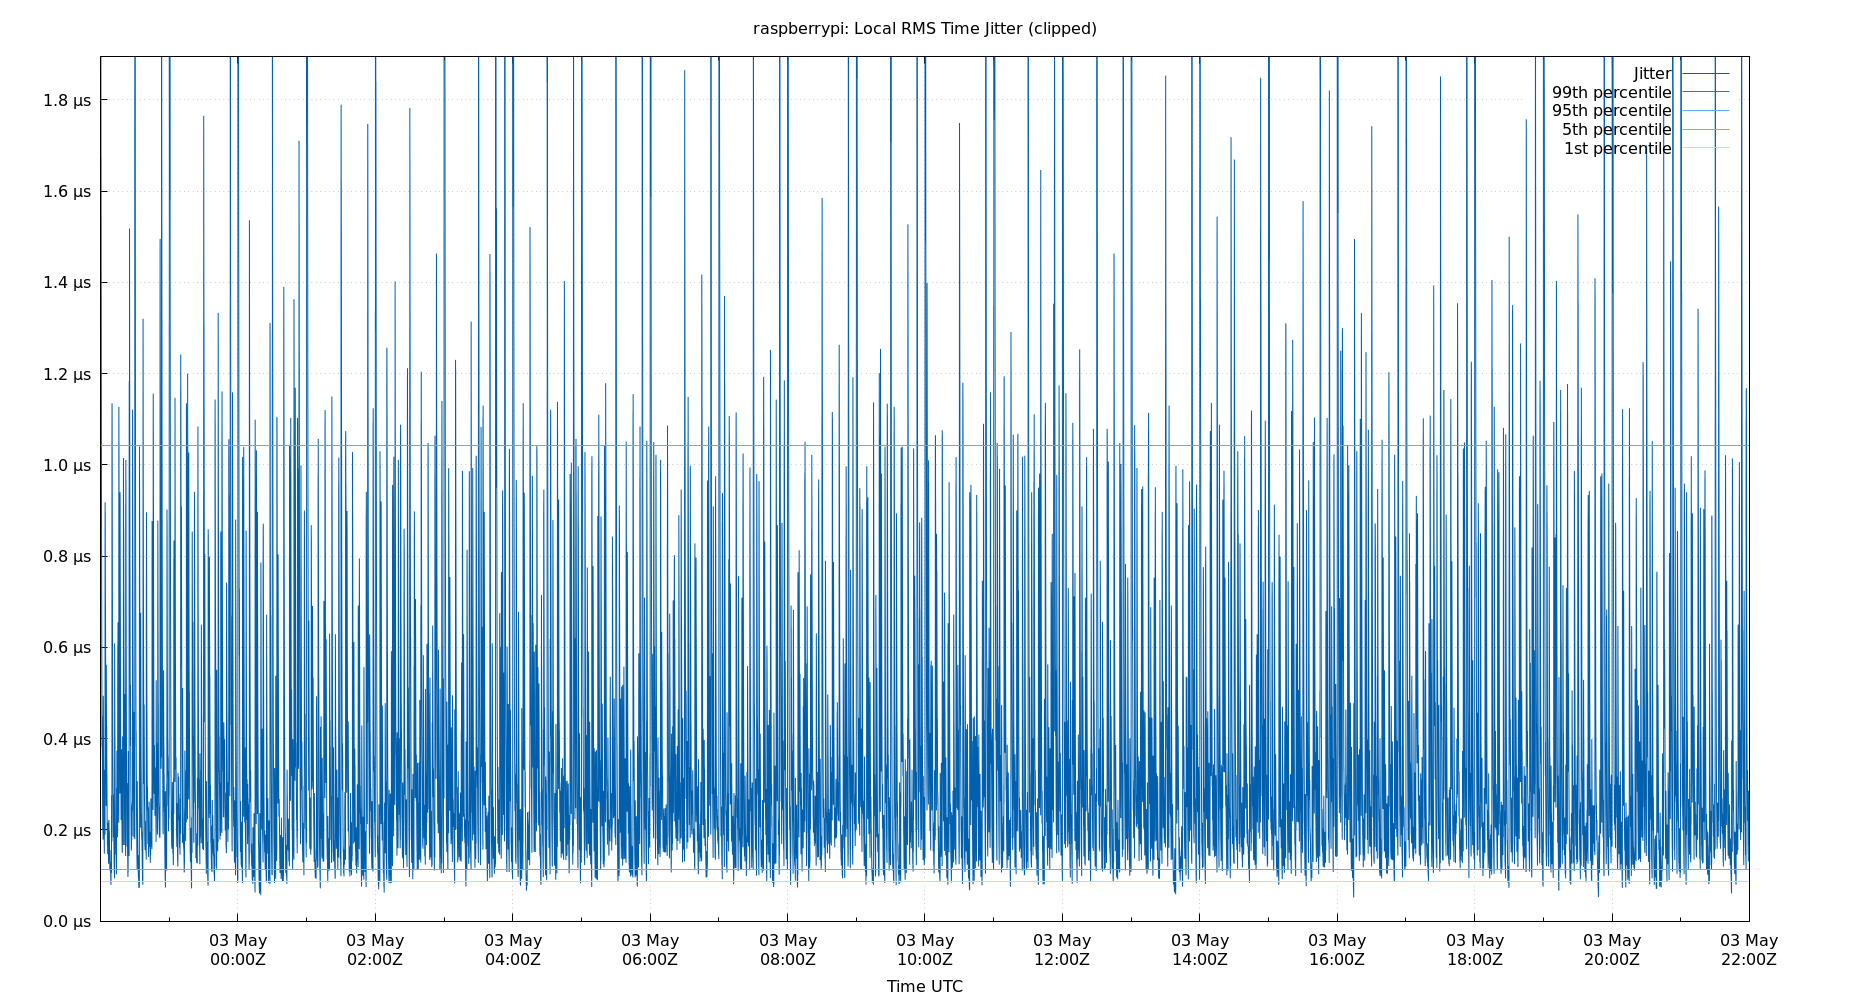 raspberrypi: Local RMS Time Jitter (clipped)
Jitter
99th percentile
95th percentile
5th percentile
1st percentile
1.8 µs
1.6 µs
1.4 µs
1.2 µs
1.0 µs
0.8 µs
0.6 µs
0.4 µs
0.2 µs
0.0 µs
03 May 03 May 03 May 03 May 03 May 03 May 03 May 03 May 03 May 03 May 03 May 03 May
00:00Z 02:00Z 04:00Z 06:00Z 08:00Z 10:00Z 12:00Z 14:00Z 16:00Z 18:00Z 20:00Z 22:00Z
Time UTC